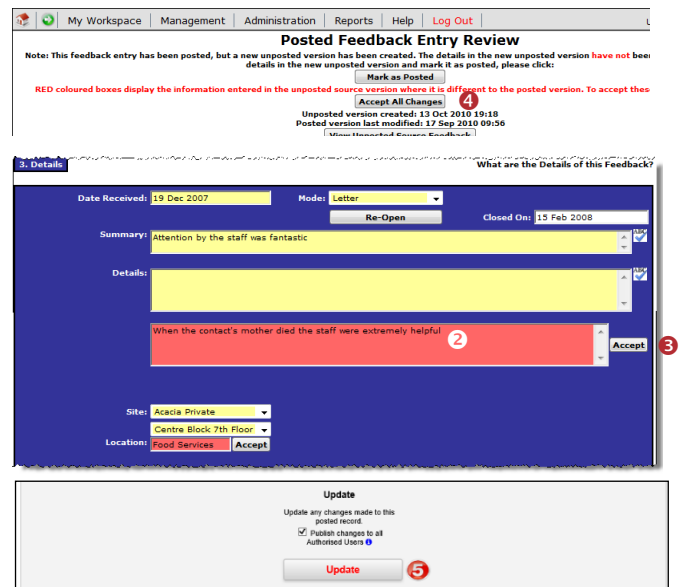 My Workspace | Management | Administration | Reports | Help | Log Out
Posted Feedback Entry Review
Note: This feedback entry has been posted, but a new unposted version has been created. The details in the new unposted version have not
details in the new unposted version and mark it as posted, please click:
Mark as Posted
RED coloured boxes display the information entered in the unposted source version where it is different to the posted version. To accept
Accept All Changes 4
Unposted version created: 13 Oct 2010 19:18
Posted version last modified: 17 Sep 2010 09:56
View Unposted Source Feedback
3. Details What are the Details of this Feedback?
Date Received: 19 Dec 2007 Mode: Letter
Re-Open Closed On: 15 Feb 2008
Summary: Attention by the staff was fantastic
Details:
When the contact's mother died the staff were extremely helpful 2
Accept 3
Site: Acacia Private
Centre Block 7th Floor
Location: Food Services Accept
Update
Update any changes made to this
posted record.
Publish changes to all
Authorised Users
Update 5